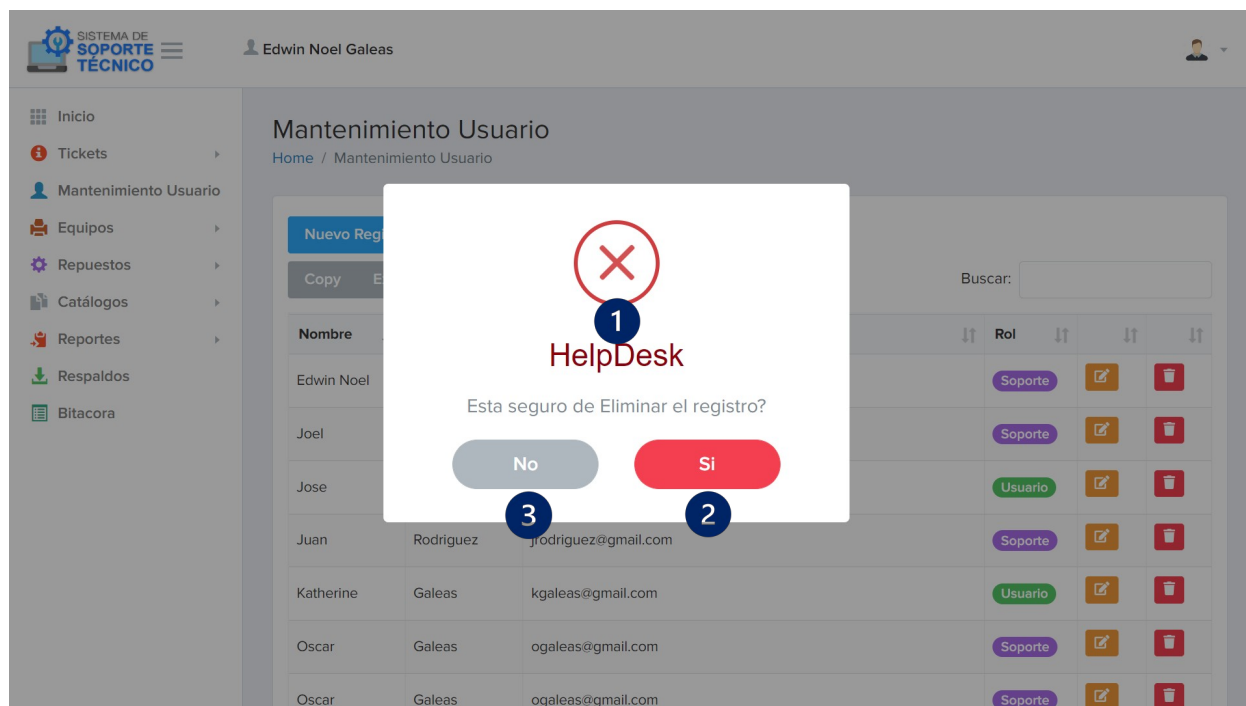 SISTEMA DE
SOPORTE
TÉCNICO
Edwin Noel Galeas
Inicio
Tickets
Mantenimiento Usuario
Equipos
Repuestos
Catálogos
Reportes
Respaldos
Bitacora
Mantenimiento Usuario
Home / Mantenimiento Usuario
Nuevo
Copy
Buscar:
Nombre Rol
Edwin Noel Soporte
Joel Soporte
Jose Usuario
Juan Rodriguez jrodriguez@gmail.com Soporte
Katherine Galeas kgaleas@gmail.com Usuario
Oscar Galeas ogaleas@gmail.com Soporte
Oscar Galeas ogaleas@gmail.com Soporte
1
HelpDesk
Esta seguro de Eliminar el registro?
No Si
3 2